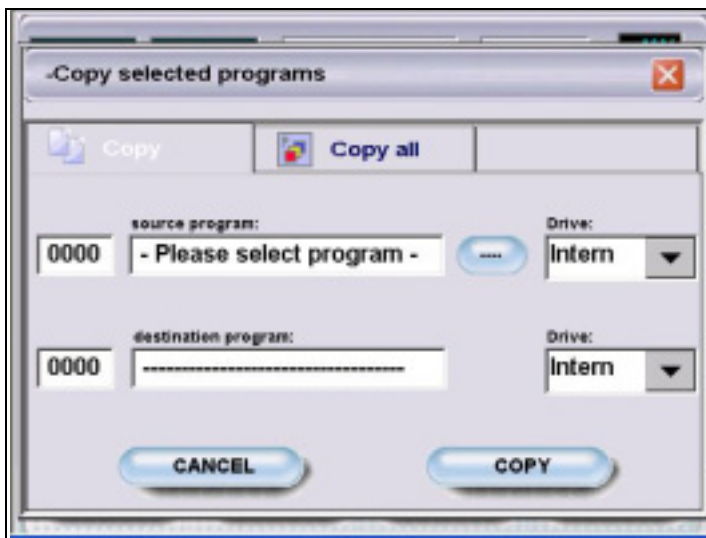 -Copy selected programs
Copy
Copy all
source program:
Drive:
0000
- Please select program -
----
Intern
destination program:
Drive:
0000
----------------------------------
Intern
CANCEL
COPY